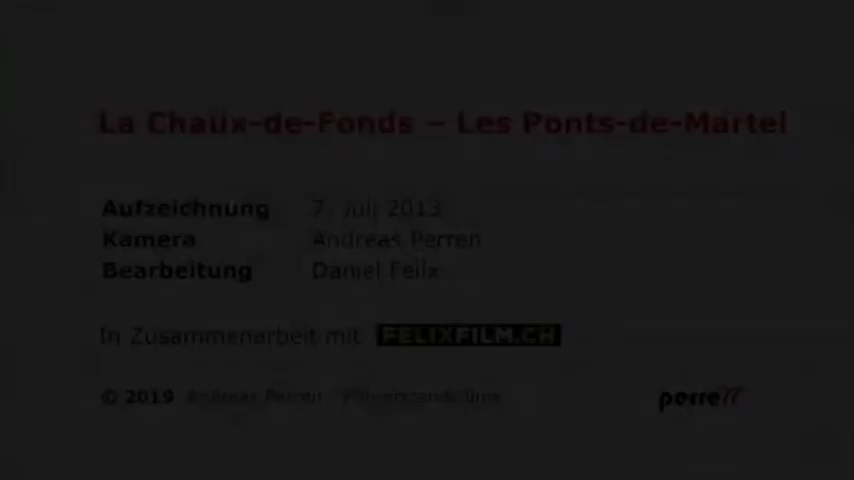 La Chaux-de-Fonds – Les Ponts-de-Martel
Aufzeichnung 7. Juli 2013
Kamera Andreas Perren
Bearbeitung Daniel Felix
In Zusammenarbeit mit FELIXFILM.CH
© 2019 Andreas Perren
perren